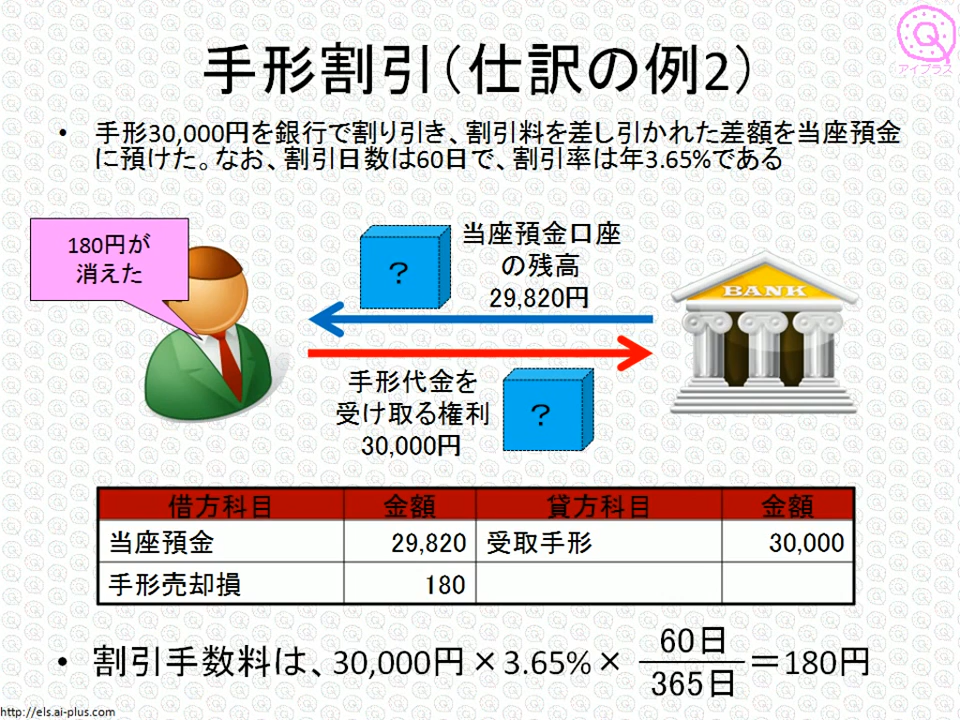 Q
アイプラス
手形割引（仕訳の例2）
• 手形30,000円を銀行で割り引き、割引料を差し引かれた差額を当座預金
に預けた。なお、割引日数は60日で、割引率は年3.65%である
180円が
消えた
？
当座預金口座
の残高
29,820円
BANK
手形代金を
受け取る権利
30,000円
？
借方科目 金額 貸方科目 金額
当座預金 29,820 受取手形 30,000
手形売却損 180
• 割引手数料は、30,000円×3.65%× 60日/365日 ＝180円
http://els.ai-plus.com